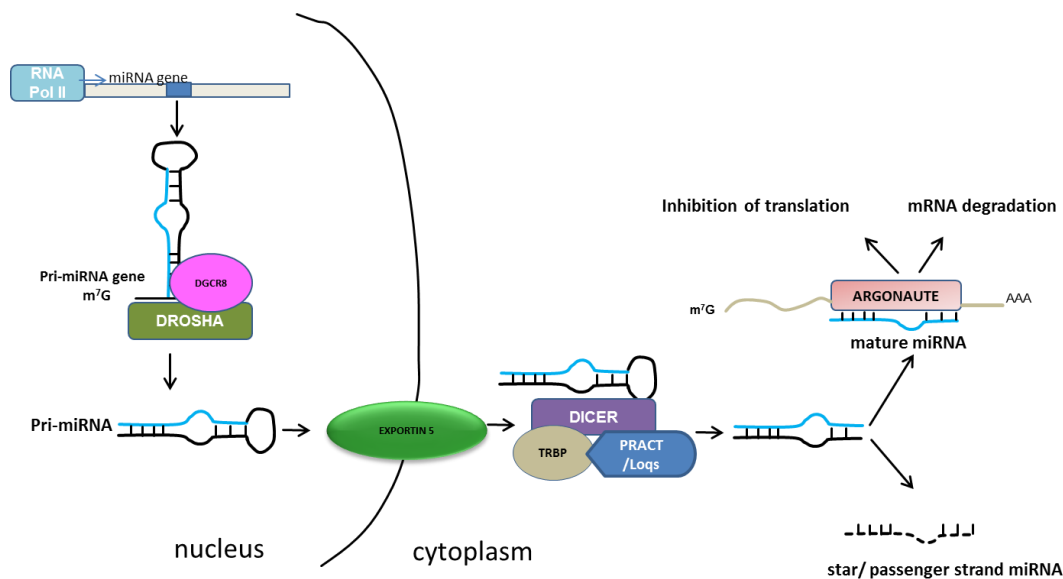 RNA
Pol II
miRNA gene
Pri-miRNA gene
m⁷G
DGCR8
DROSHA
Pri-miRNA
EXPORTIN 5
nucleus
cytoplasm
DICER
TRBP
PRACT
/Loqs
Inhibition of translation
mRNA degradation
m⁷G
ARGONAUTE
AAA
mature miRNA
star/ passenger strand miRNA